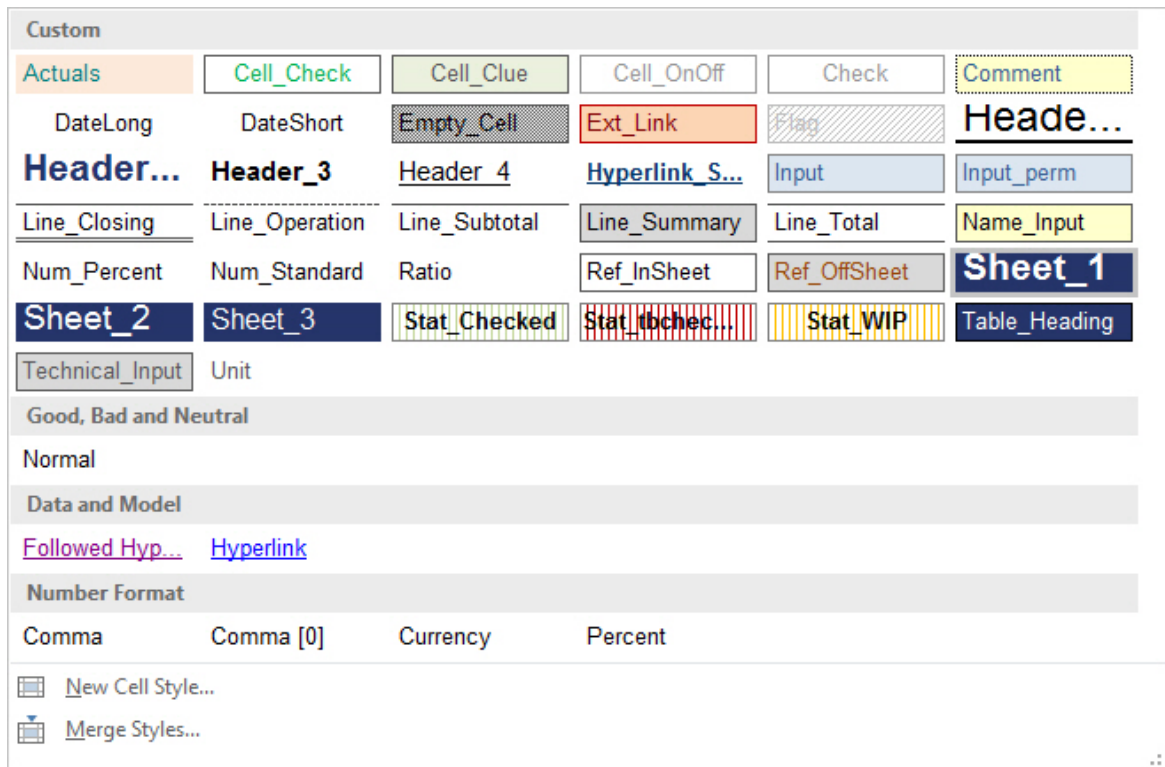 Custom
Actuals Cell_Check Cell_Clue Cell_OnOff Check Comment
DateLong DateShort Empty_Cell Ext_Link Flag Heade...
Header... Header_3 Header_4 Hyperlink_S... Input Input_perm
Line_Closing Line_Operation Line_Subtotal Line_Summary Line_Total Name_Input
Num_Percent Num_Standard Ratio Ref_InSheet Ref_OffSheet Sheet_1
Sheet_2 Sheet_3 Stat_Checked Stat_tbchec... Stat_WIP Table_Heading
Technical_Input Unit
Good, Bad and Neutral
Normal
Data and Model
Followed Hyp... Hyperlink
Number Format
Comma Comma [0] Currency Percent
New Cell Style...
Merge Styles...